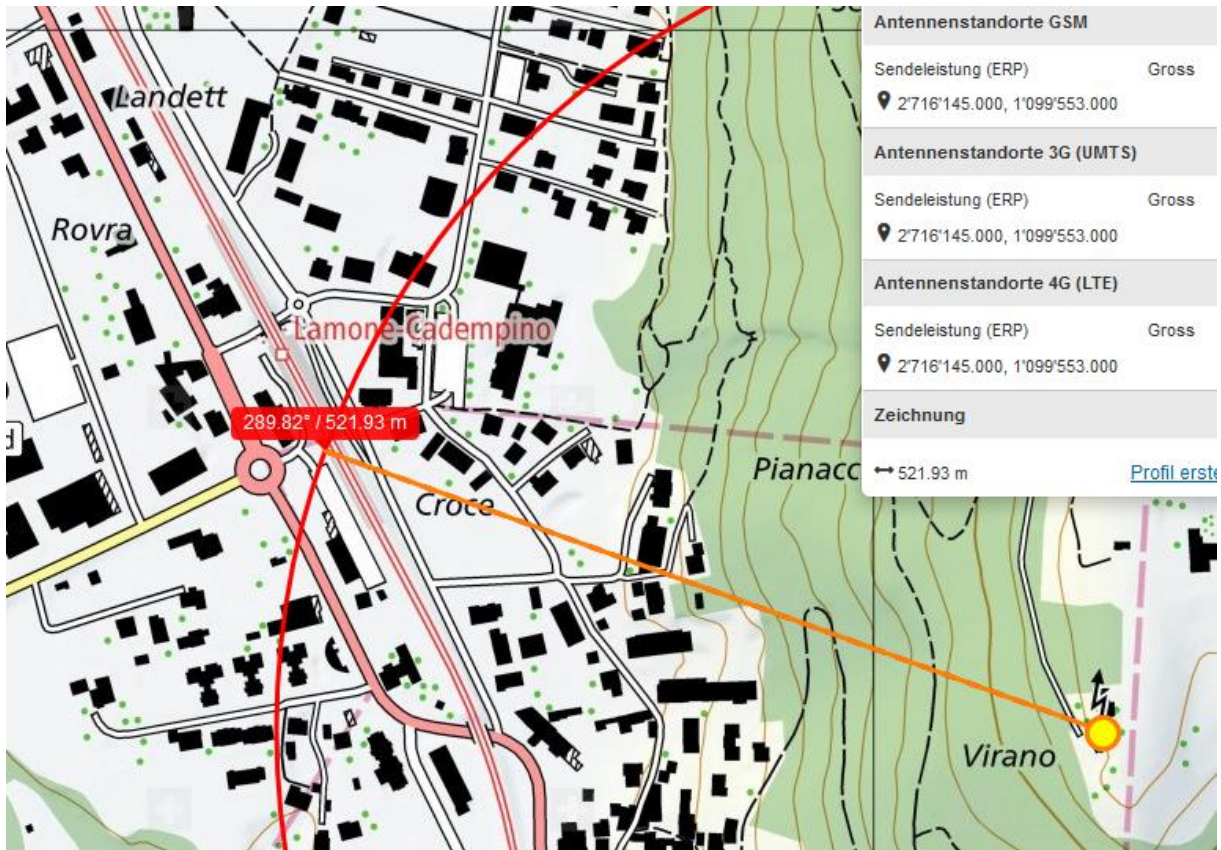 Landett
Rovra
Lamone-Cadempino
289.82° / 521.93 m
d
Croce
Pianacc
Virano
Antennenstandorte GSM
Sendeleistung (ERP) Gross
2'716'145.000, 1'099'553.000
Antennenstandorte 3G (UMTS)
Sendeleistung (ERP) Gross
2'716'145.000, 1'099'553.000
Antennenstandorte 4G (LTE)
Sendeleistung (ERP) Gross
2'716'145.000, 1'099'553.000
Zeichnung
521.93 m Profil erste